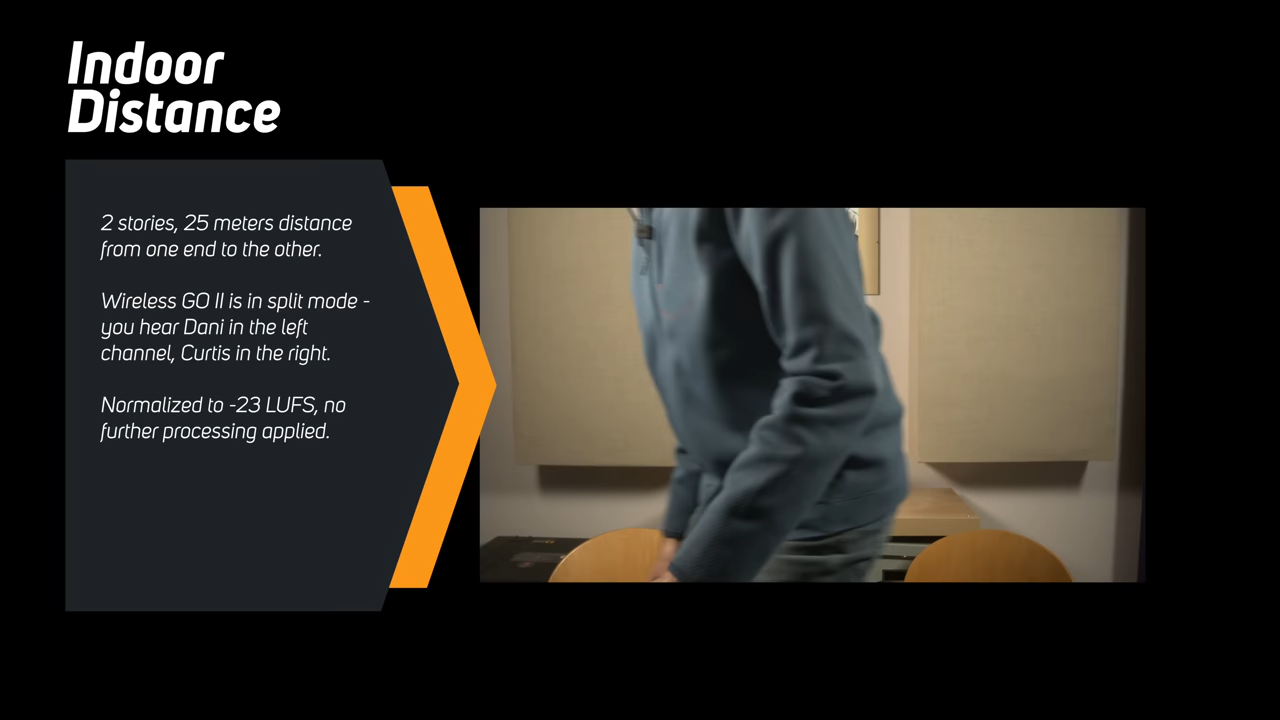 Indoor
Distance
2 stories, 25 meters distance
from one end to the other.
Wireless GO II is in split mode -
you hear Dani in the left
channel, Curtis in the right.
Normalized to -23 LUFS, no
further processing applied.